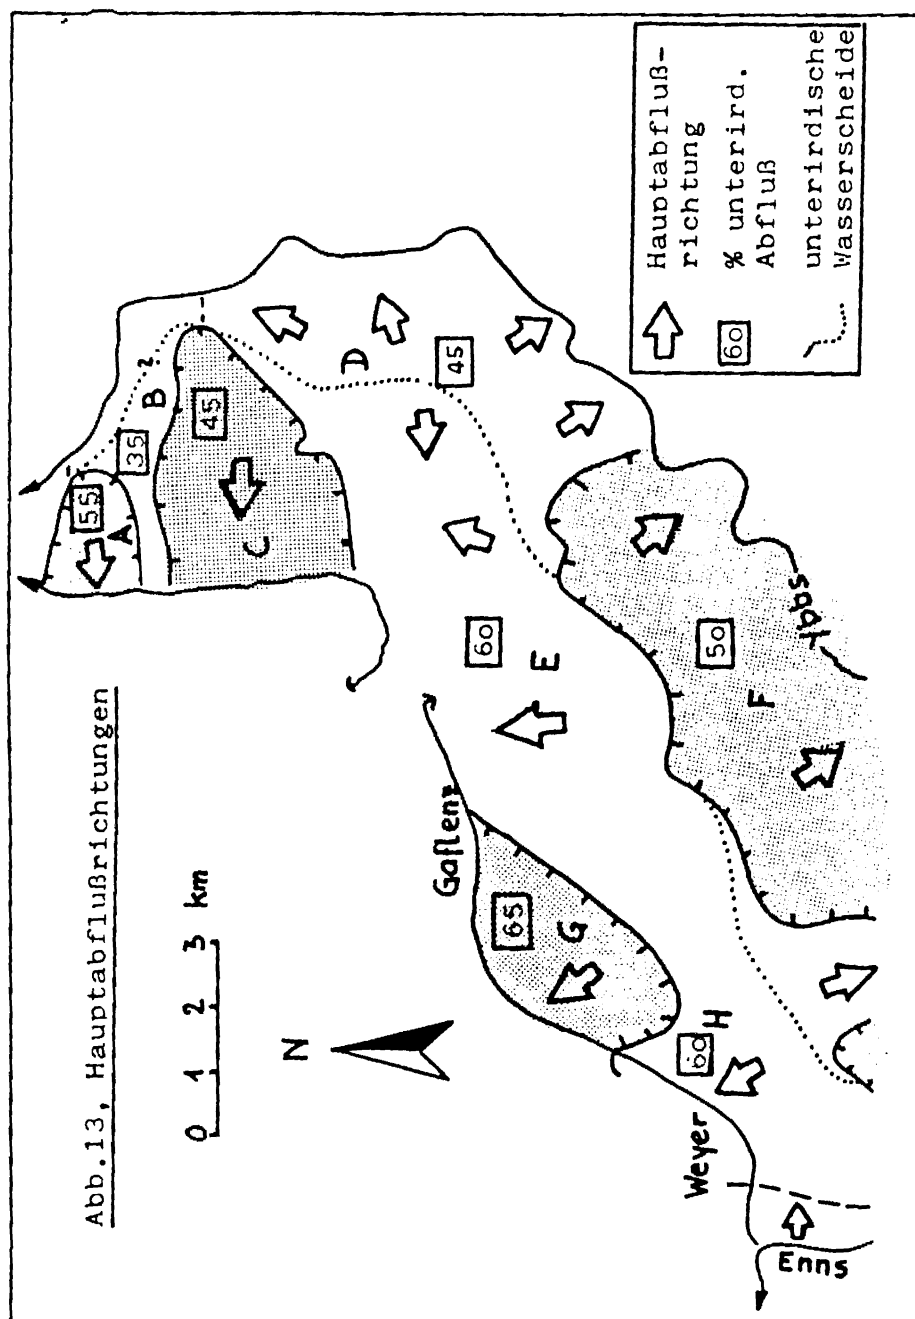 Abb.13, Hauptabflußrichtungen
0 1 2 3 km
N
Hauptabfluß-
richtung
60
% unterird.
Abfluß
unterirdische
Wasserscheide
55
A
35
B
45
C
D
45
60
E
50
F
Ybbs
Gaflenz
65
G
60
H
Weyer
Enns